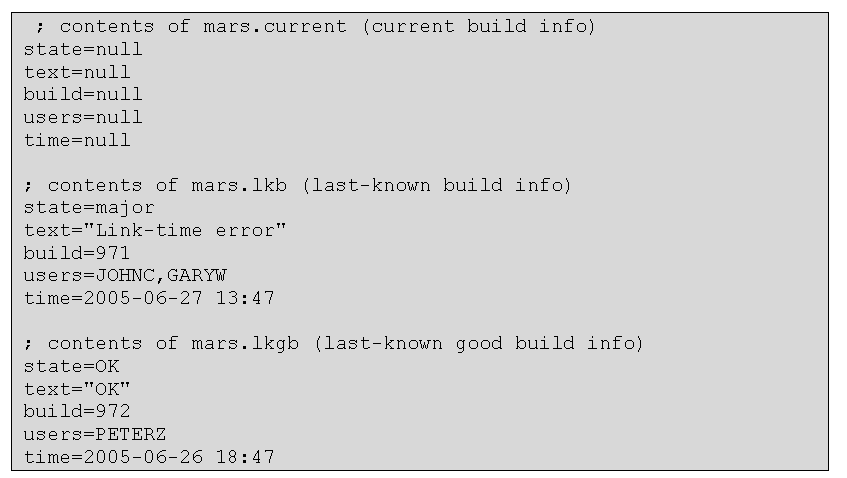 ; contents of mars.current (current build info)
state=null
text=null
build=null
users=null
time=null
; contents of mars.lkb (last-known build info)
state=major
text="Link-time error"
build=971
users=JOHNC,GARYW
time=2005-06-27 13:47
; contents of mars.lkgb (last-known good build info)
state=OK
text="OK"
build=972
users=PETERZ
time=2005-06-26 18:47